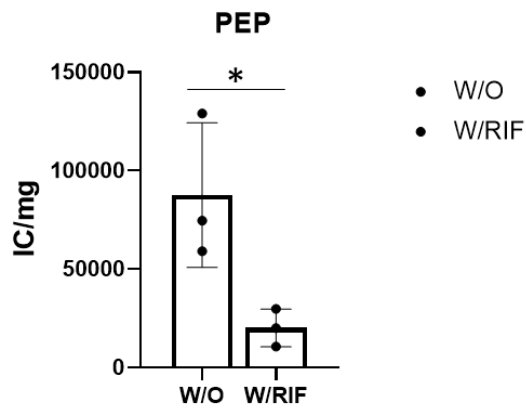 PEP
150000
*
100000
50000
0
IC/mg
W/O
W/RIF
W/O
W/RIF